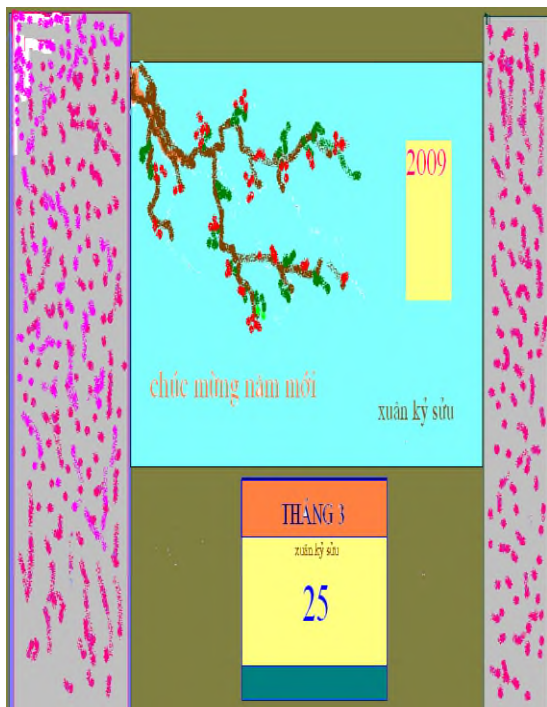 2009
chúc mừng năm mới
xuân kỷ sửu
THÁNG 3
xuân kỷ sửu
25